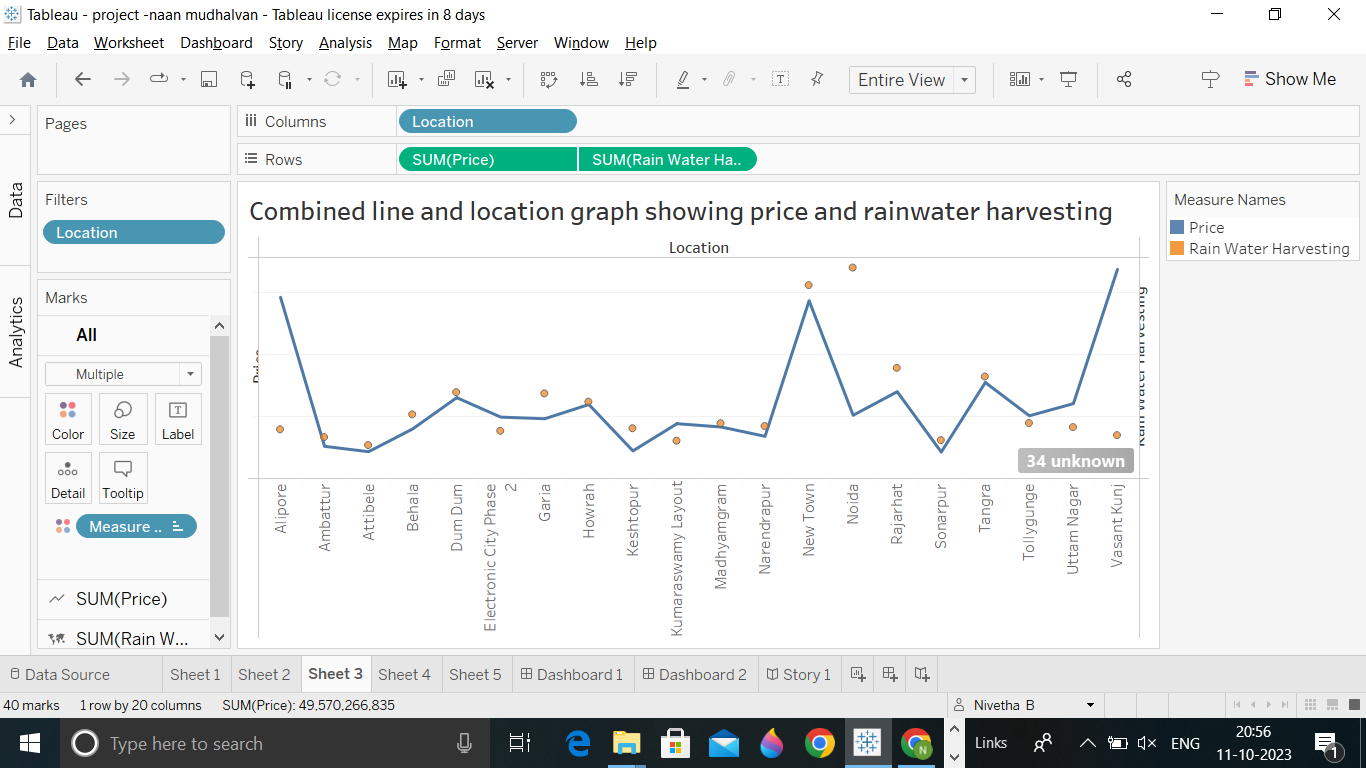 Tableau - project -naan mudhalvan - Tableau license expires in 8 days
File Data Worksheet Dashboard Story Analysis Map Format Server Window Help
Entire View
Show Me
Data
Analytics
Pages
Filters
Location
Marks
All
Multiple
Color Size Label
Detail Tooltip
Measure ..
SUM(Price)
SUM(Rain W...
Columns Location
Rows SUM(Price) SUM(Rain Water Ha..
Combined line and location graph showing price and rainwater harvesting
Location
Price
Rain Water Harvesting
34 unknown
Alipore
Ambattur
Attibele
Behala
Dum Dum
Electronic City Phase
2
Garia
Howrah
Keshtopur
Kumaraswamy Layout
Madhyamgram
Narendrapur
New Town
Noida
Rajarhat
Sonarpur
Tangra
Tollygunge
Uttam Nagar
Vasant Kunj
Measure Names
Price
Rain Water Harvesting
Data Source Sheet 1 Sheet 2 Sheet 3 Sheet 4 Sheet 5 Dashboard 1 Dashboard 2 Story 1
40 marks 1 row by 20 columns SUM(Price): 49,570,266.835 Nivetha B
Type here to search
Links
N
ENG
20:56
11-10-2023
1